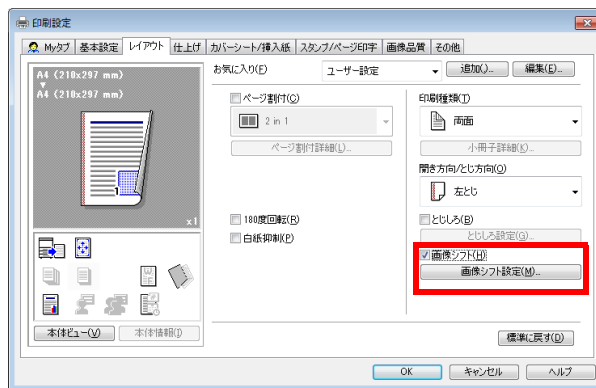 印刷設定
Myタブ 基本設定 レイアウト 仕上げ カバーシート/挿入紙 スタンプ/ページ印字 画像品質 その他
A4 (210x297 mm)
A4 (210x297 mm)
1
x1
本体ビュー(V) 本体情報(I)
お気に入り(F) ユーザー設定 追加()... 編集(E)...
ページ割付(C)
2 in 1
ページ割付詳細(L)...
180度回転(R)
白紙抑制(P)
印刷種類(T)
両面
小冊子詳細(K)...
開き方向/とじ方向(O)
左とじ
とじしろ(B)
とじしろ設定(G)...
画像シフト(H)
画像シフト設定(M)...
標準に戻す(D)
OK キャンセル ヘルプ